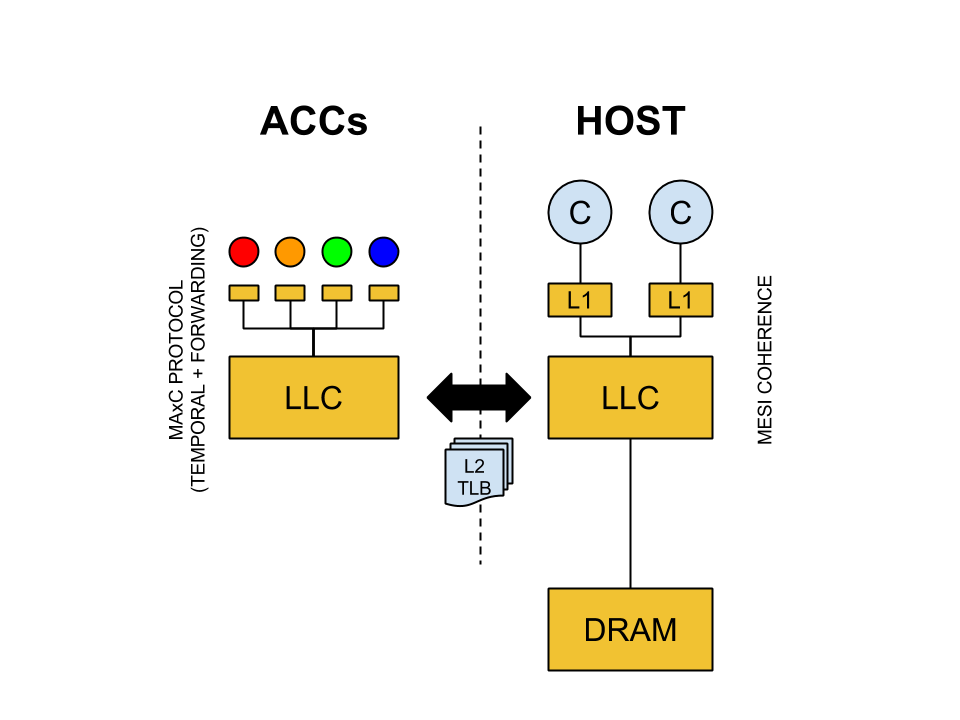 ACCs
HOST
C
C
L1
L1
MAxC PROTOCOL
(TEMPORAL + FORWARDING)
LLC
LLC
MESI COHERENCE
L2
TLB
DRAM